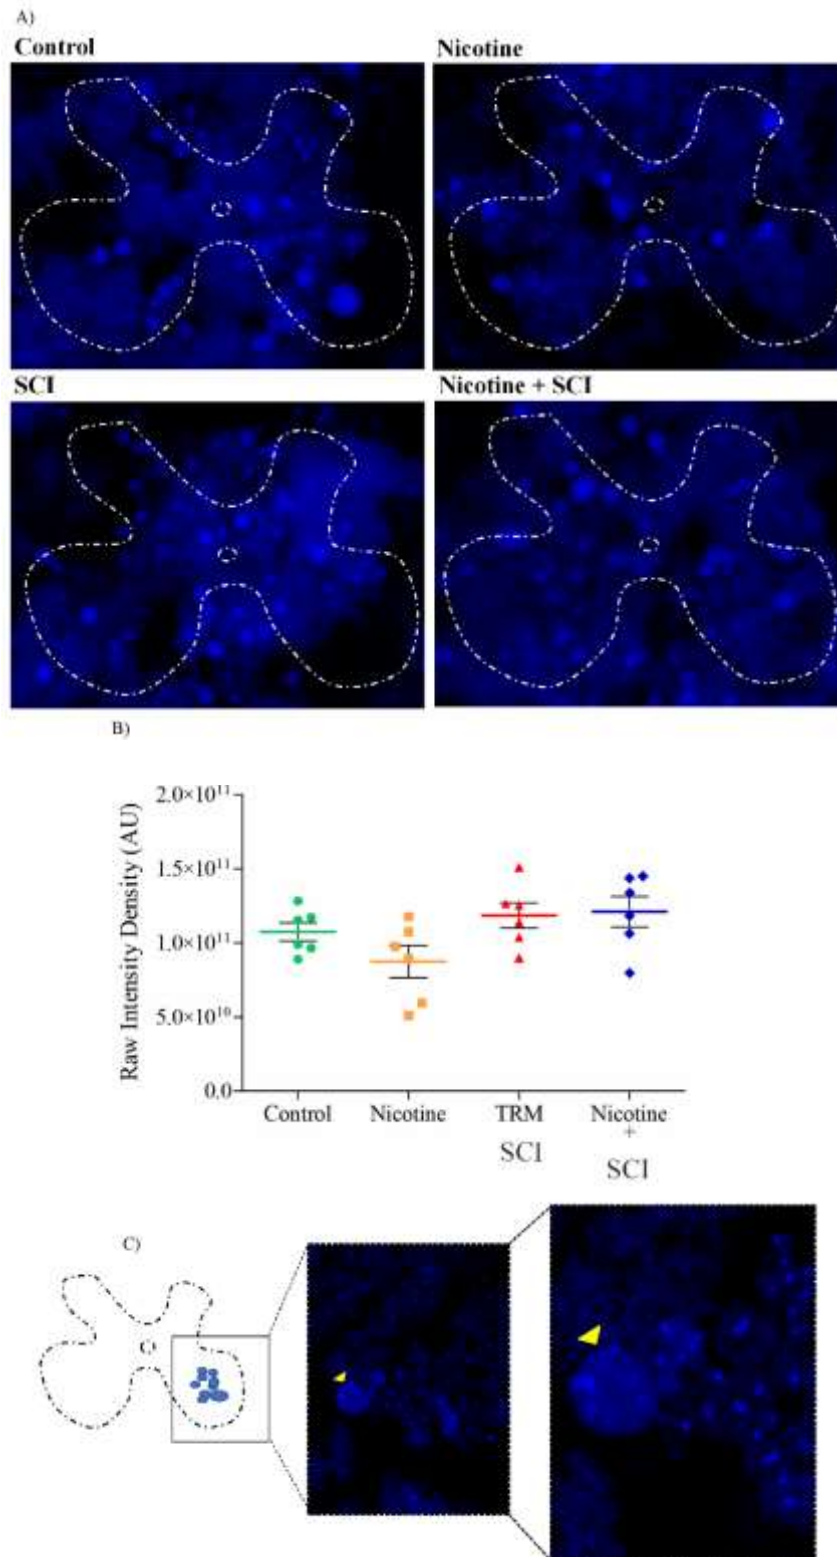 A)
Control
Nicotine
SCI
Nicotine + SCI
B)
Raw Intensity Density (AU)
2.0×10¹¹
1.5×10¹¹
1.0×10¹¹
5.0×10¹⁰
0.0
Control
Nicotine
TRM
SCI
Nicotine
+
SCI
C)